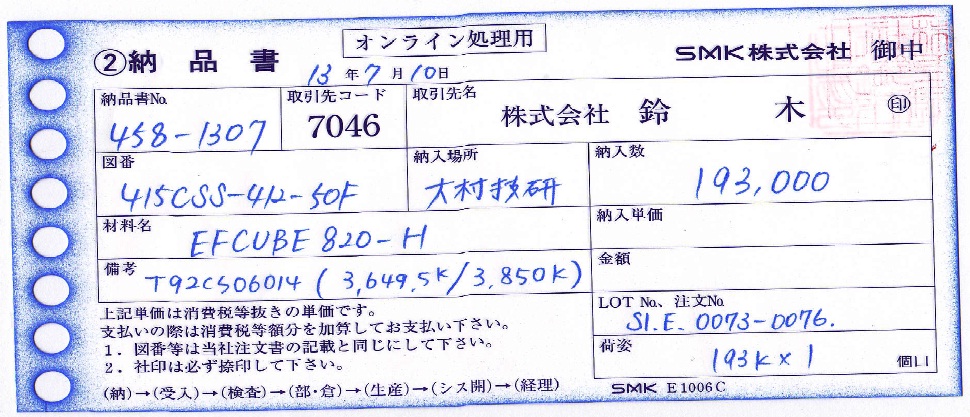 オンライン処理用
②納品書
SMK株式会社 御中
13年7月10日
納品書No. 取引先コード 取引先名
458-1307 7046 株式会社 鈴木 ㊞
図番 納入場所 納入数
415CSS-412-50F 大村技研 193,000
材料名 納入単価
EFCUBE 820-H
備考 金額
T92CS06014 (3,649.5K/3,850K)
上記単価は消費税等抜きの単価です。 LOT No、注文No
支払いの際は消費税等額分を加算してお支払い下さい。 SI.E. 0073-0076.
1．図番等は当社注文書の記載と同じにして下さい。 荷姿
2．社印は必ず捺印して下さい。 193K×1 個LI
(納)→(受入)→(検査)→(部・倉)→(生産)→(シス開)→(経理) SMK E1006C